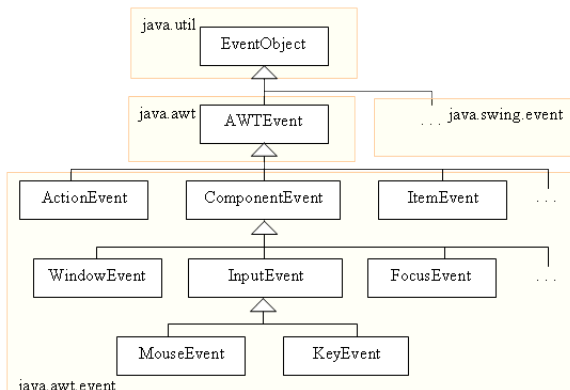 java.util
EventObject
java.awt
AWTEvent
... java.swing.event
ActionEvent
ComponentEvent
ItemEvent
...
WindowEvent
InputEvent
FocusEvent
...
MouseEvent
KeyEvent
java.awt.event